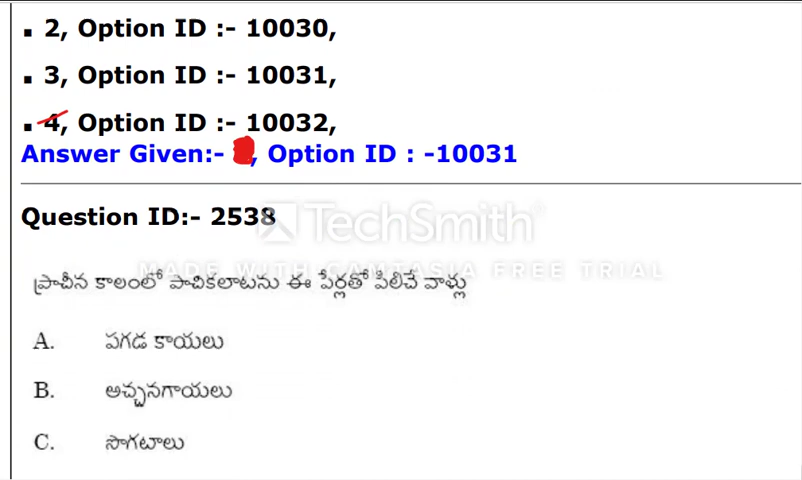 2, Option ID :- 10030,
3, Option ID :- 10031,
4, Option ID :- 10032,
Answer Given:- , Option ID : -10031
Question ID:- 2538
TechSmith
MADE WITH CAMTASIA FREE TRIAL
ప్రాచీన కాలంలో పాచికలాటను ఈ పేర్లతో పిలిచే వాళ్లు
A. పగడ కాయలు
B. అచ్చనగాయలు
C. సొగటాలు